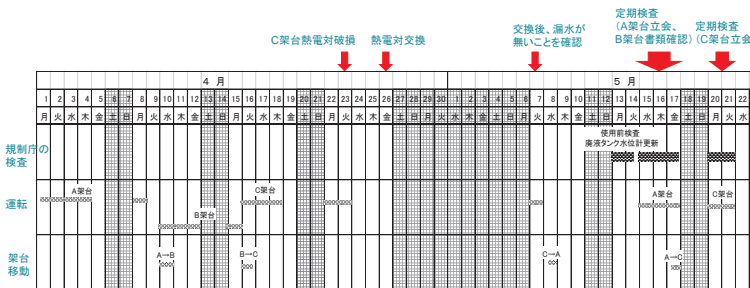 定期検査
(A架台立会、
B架台書類確認)
定期検査
(C架台立会
交換後、漏水が
無いことを確認
C架台熱電対破損
熱電対交換
4 月
5 月
1 2 3 4 5 6 7 8 9 10 11 12 13 14 15 16 17 18 19 20 21 22 23 24 25 26 27 28 29 30 1 2 3 4 5 6 7 8 9 10 11 12 13 14 15 16 17 18 19 20 21 22
月 火 水 木 金 土 日 月 火 水 木 金 土 日 月 火 水 木 金 土 日 月 火 水 木 金 土 日 月 火 水 木 金 土 日 月 火 水 木 金 土 日 月 火 水 木 金 土 日 月 火 水
規制庁の
検査
使用前検査
廃液タンク水位計更新
運転
A架台
B架台
C架台
A架台
C架台
架台
移動
A→B
B→C
C→A
A→C